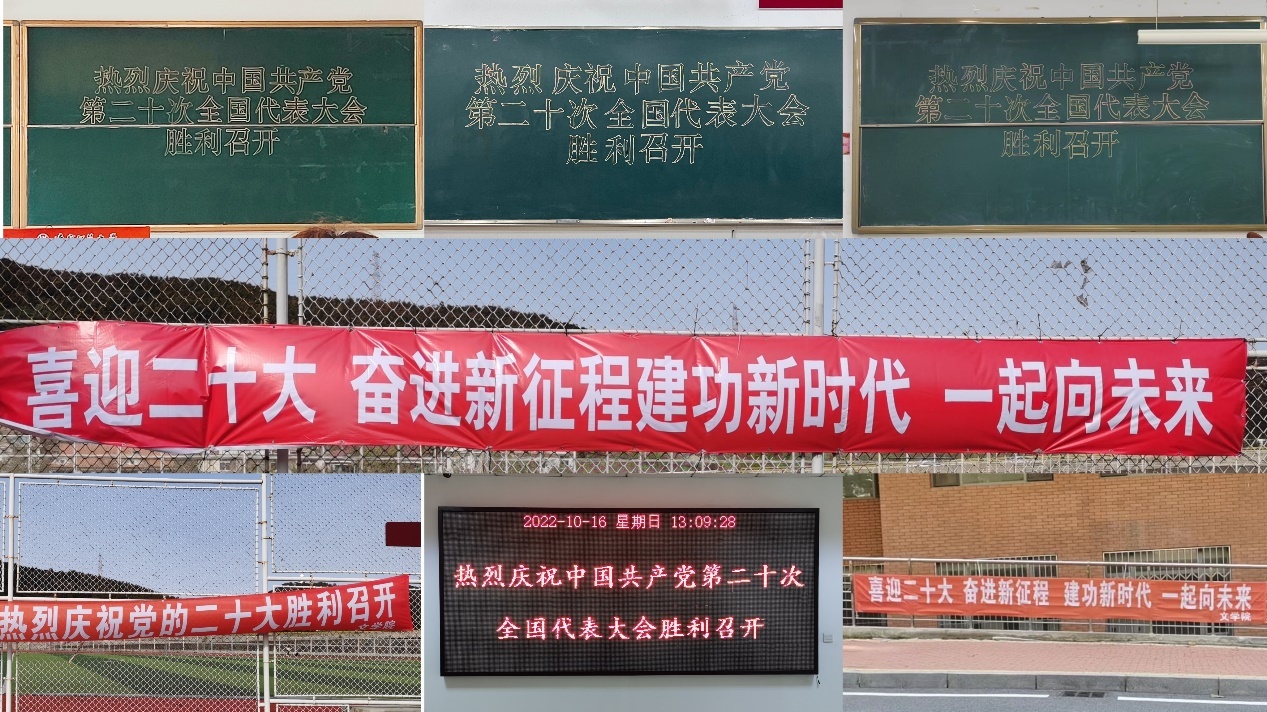 热烈庆祝中国共产党
第二十次全国代表大会
胜利召开
热烈庆祝中国共产党
第二十次全国代表大会
胜利召开
热烈庆祝中国共产党
第二十次全国代表大会
胜利召开
喜迎二十大 奋进新征程建功新时代 一起向未来
热烈庆祝党的二十大胜利召开
文学院
2022-10-16 星期日 13:09:28
热烈庆祝中国共产党第二十次
全国代表大会胜利召开
喜迎二十大 奋进新征程 建功新时代 一起向未来
文学院